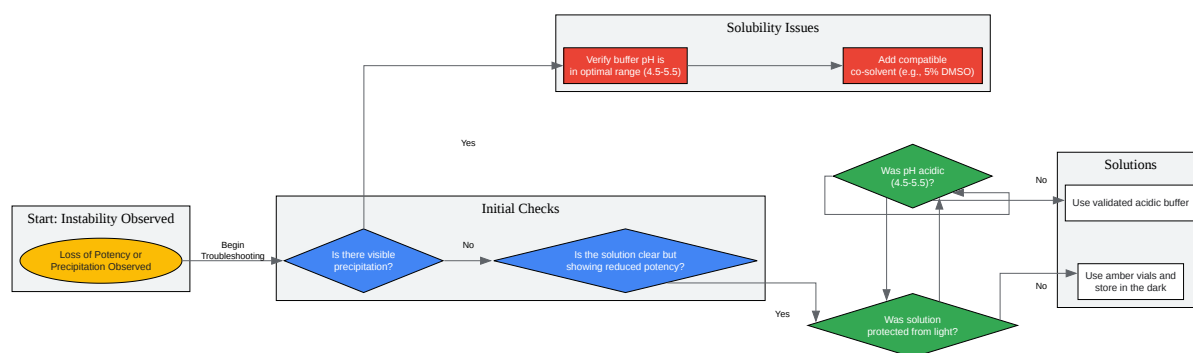 Solubility Issues
Verify buffer pH is
in optimal range (4.5-5.5)
Add compatible
co-solvent (e.g., 5% DMSO)
Yes
Was pH acidic
(4.5-5.5)?
No
Solutions
Use validated acidic buffer
Start: Instability Observed
Loss of Potency or
Precipitation Observed
Begin
Troubleshooting
Initial Checks
Is there visible
precipitation?
No
Is the solution clear but
showing reduced potency?
Yes
Was solution
protected from light?
No
Use amber vials and
store in the dark